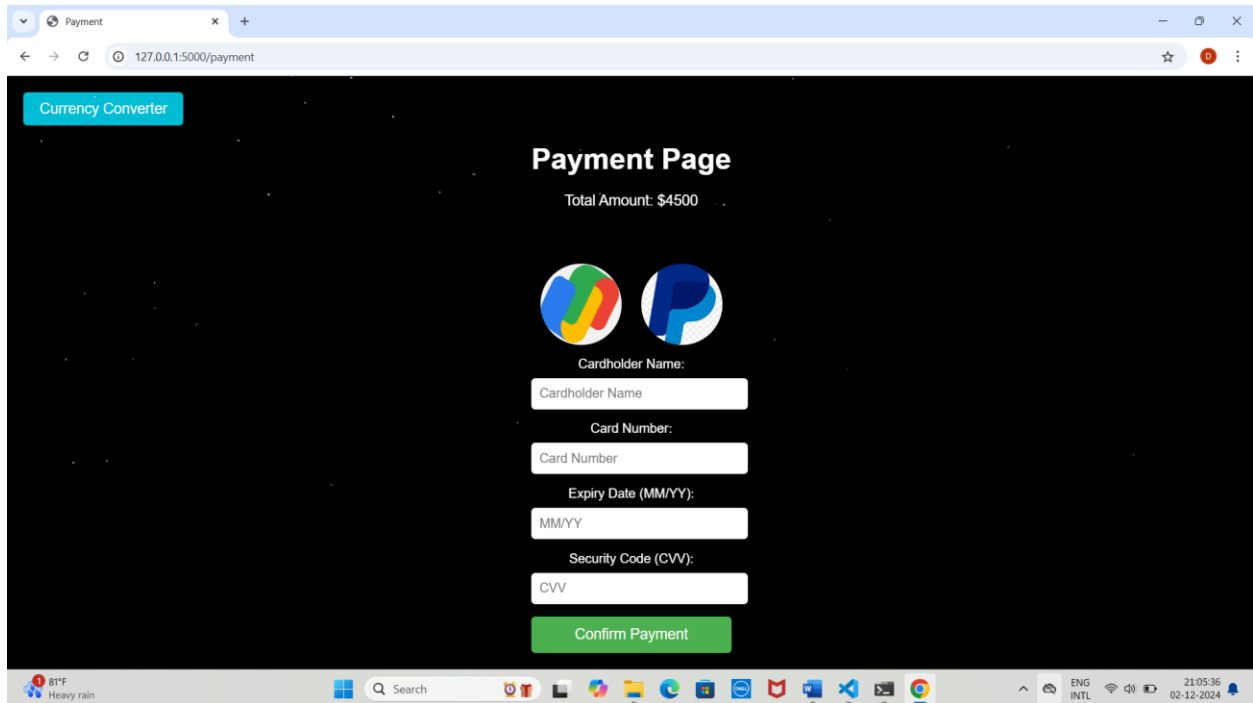 Payment
127.0.0.1:5000/payment
D
Currency Converter
Payment Page
Total Amount: $4500
Cardholder Name:
Cardholder Name
Card Number:
Card Number
Expiry Date (MM/YY):
MM/YY
Security Code (CVV):
CVV
Confirm Payment
1
81°F
Heavy rain
Search
DELL
W
ENG
INTL
21:05:36
02-12-2024